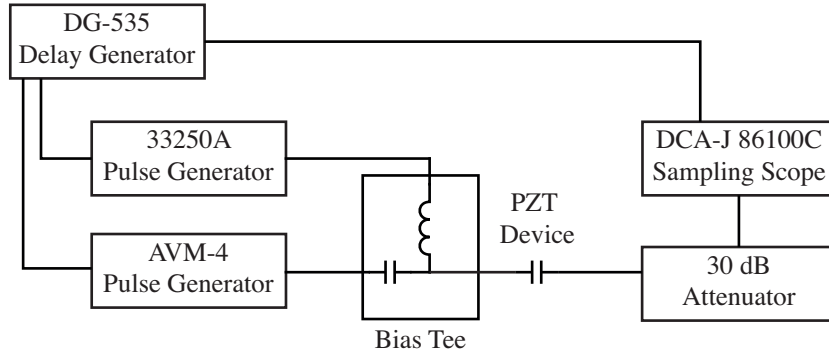 DG-535
Delay Generator
33250A
Pulse Generator
DCA-J 86100C
Sampling Scope
PZT
Device
AVM-4
Pulse Generator
30 dB
Attenuator
Bias Tee